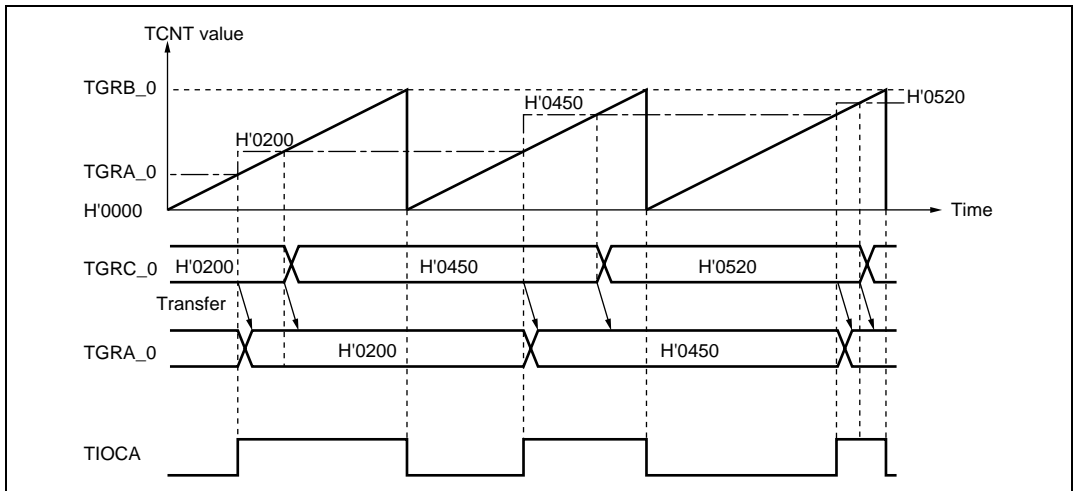 TCNT value
TGRB_0
H'0450
H'0520
H'0200
TGRA_0
H'0000
Time
TGRC_0
H'0200
H'0450
H'0520
Transfer
TGRA_0
H'0200
H'0450
TIOCA